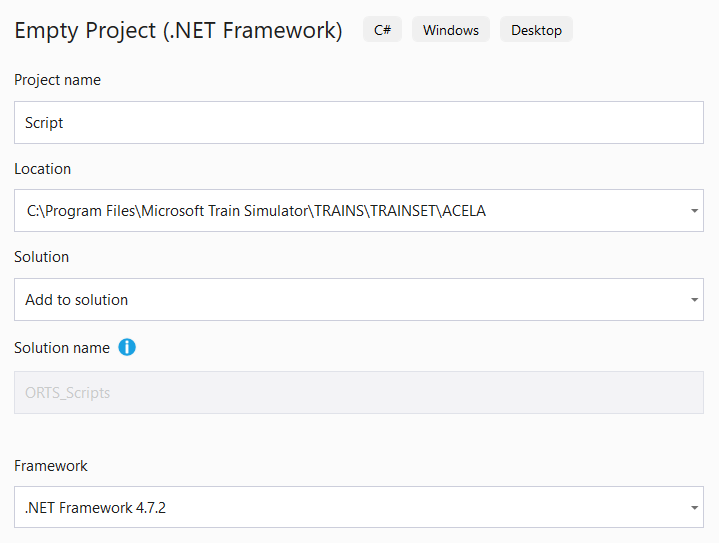 Empty Project (.NET Framework) C# Windows Desktop
Project name
Script
Location
C:\Program Files\Microsoft Train Simulator\TRAINS\TRAINSET\ACELA
Solution
Add to solution
Solution name i
ORTS_Scripts
Framework
.NET Framework 4.7.2